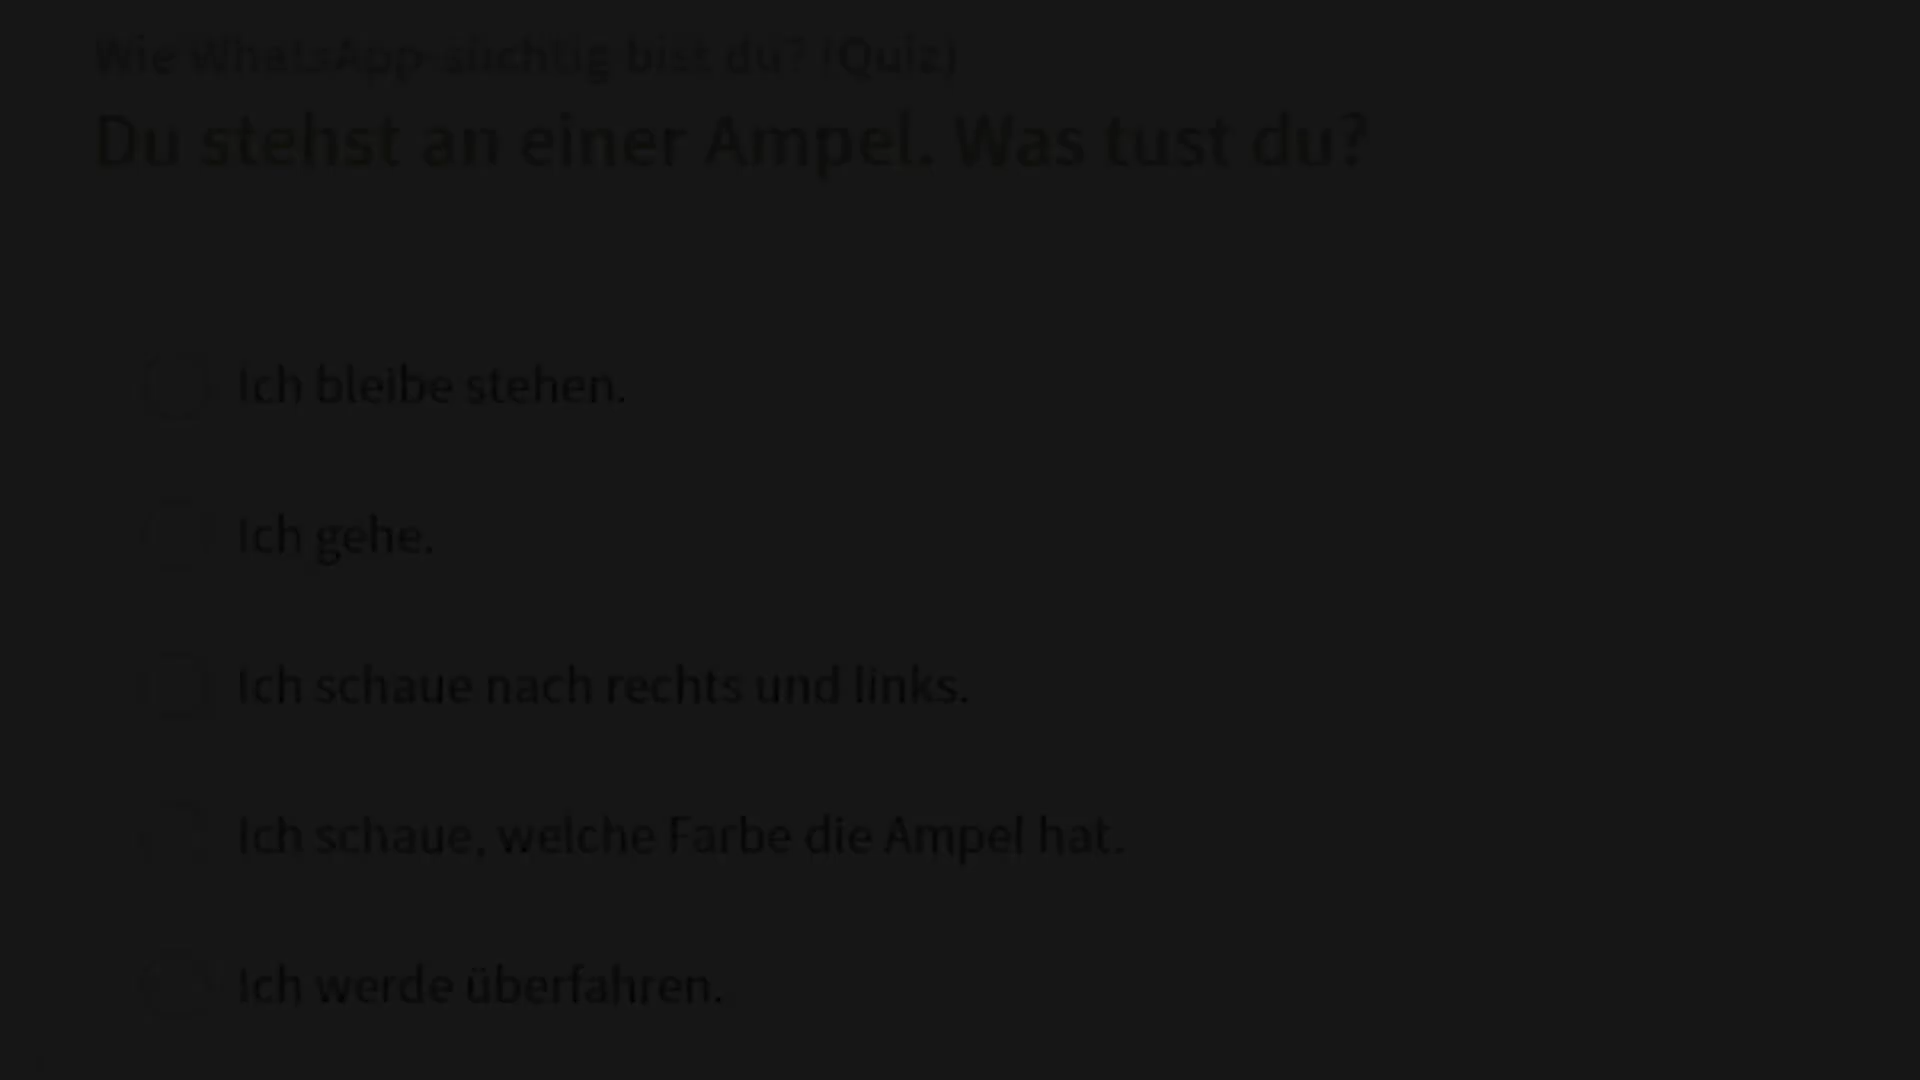 Wie WhatsApp-süchtig bist du? (Quiz)
Du stehst an einer Ampel. Was tust du?
Ich bleibe stehen.
Ich gehe.
Ich schaue nach rechts und links.
Ich schaue, welche Farbe die Ampel hat.
Ich werde überfahren.